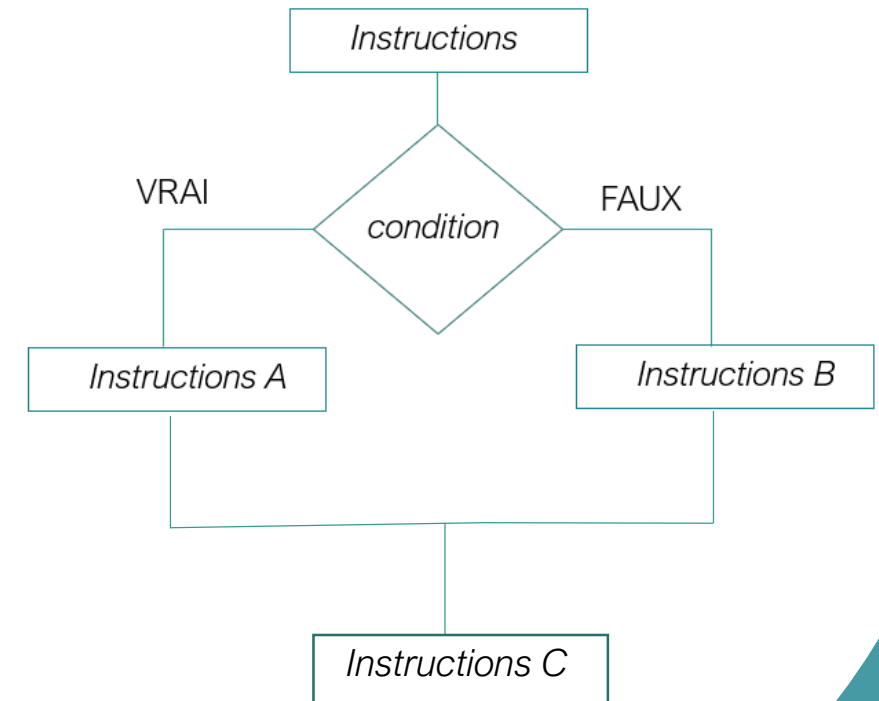 Instructions
VRAI
FAUX
condition
Instructions A
Instructions B
Instructions C